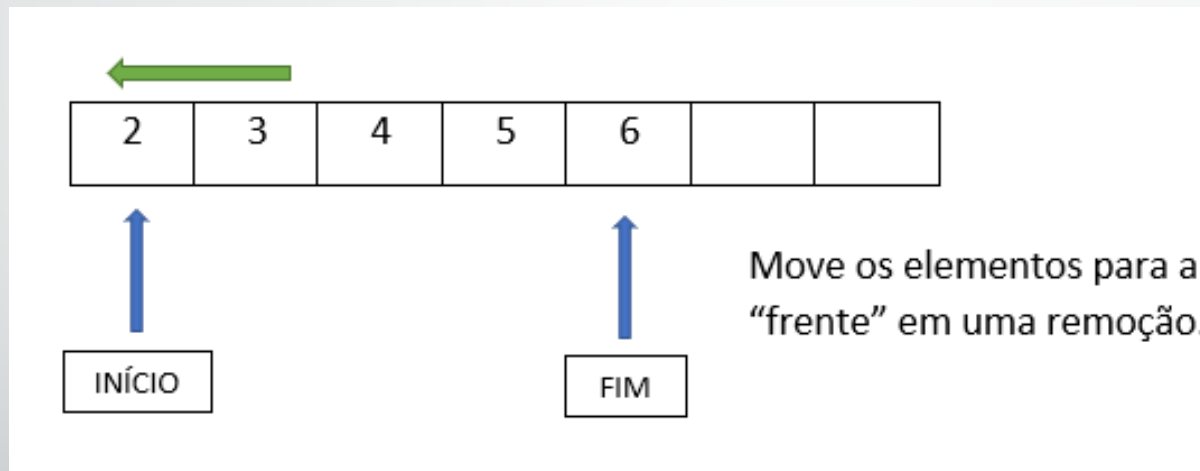 2 3 4 5 6
Move os elementos para a
“frente” em uma remoção.
INÍCIO FIM